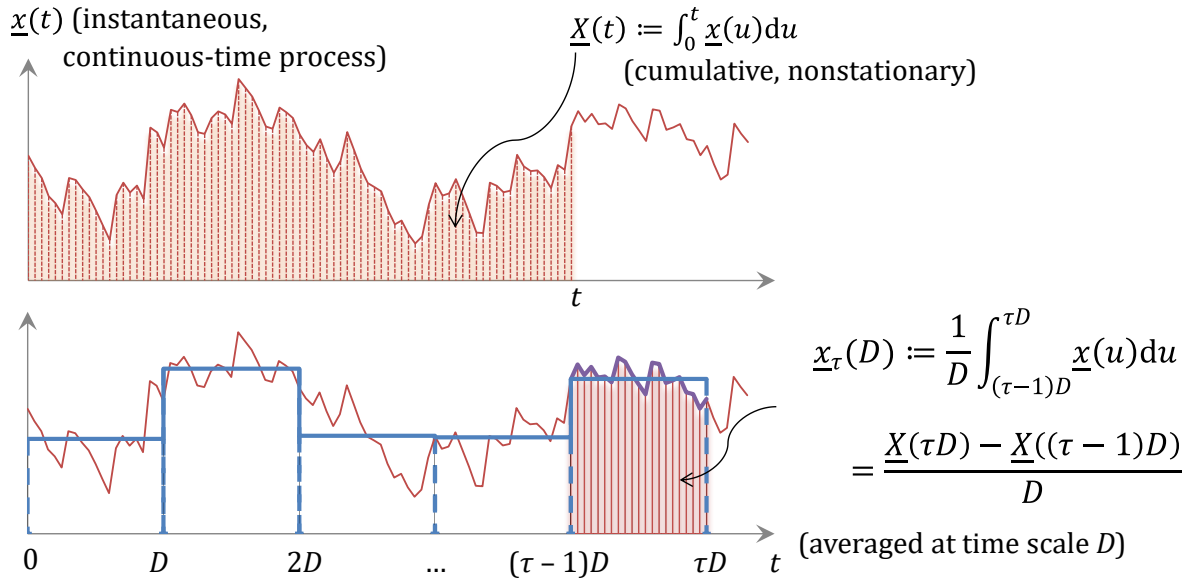 x(t) (instantaneous,
continuous-time process)
X(t) ≔ ∫₀ᵗ x(u)du
(cumulative, nonstationary)
t
x_τ(D) ≔ 1/D ∫_{(τ−1)D}^{τD} x(u)du
= X(τD) − X((τ − 1)D) / D
(averaged at time scale D)
0 D 2D ... (τ – 1)D τD t